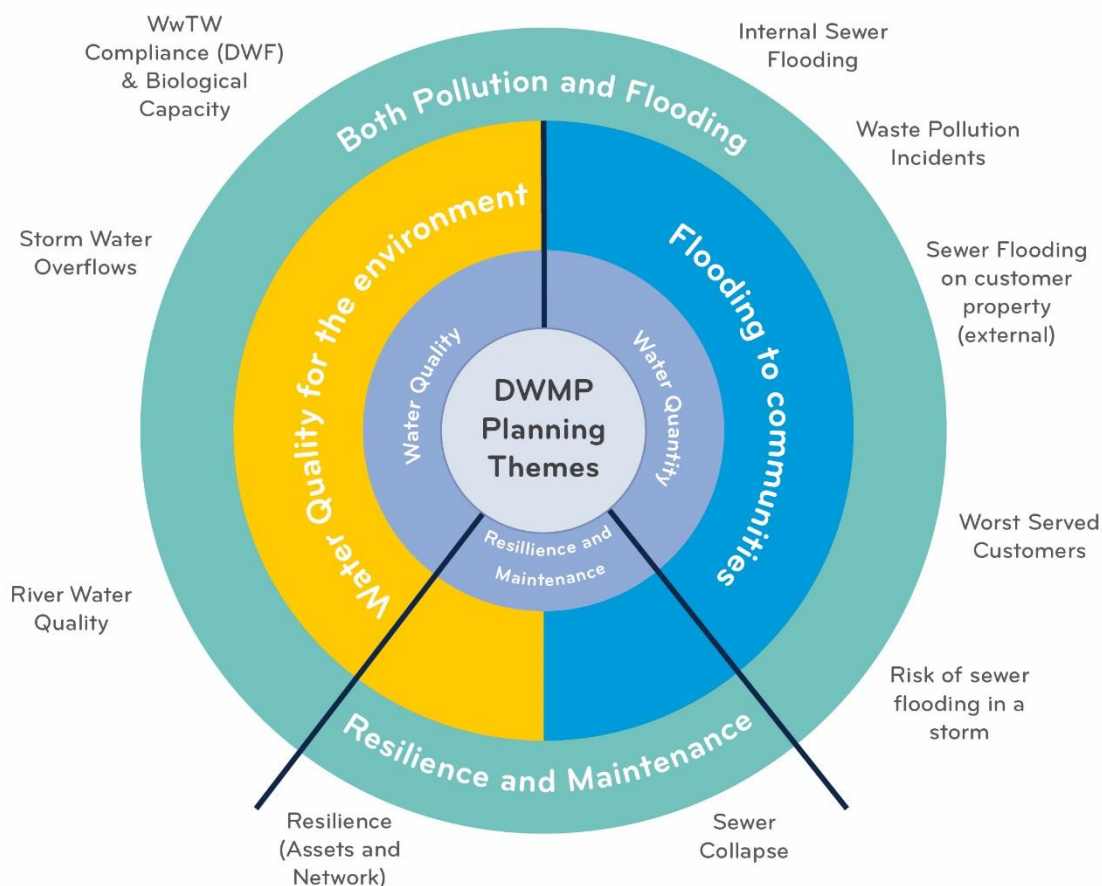 WwTW
Compliance (DWF)
& Biological
Capacity
Internal Sewer
Flooding
Both Pollution and Flooding
Waste Pollution
Incidents
Storm Water
Overflows
Sewer Flooding
on customer
property
(external)
Water Quality for the environment
Flooding to communities
Water Quality
Water Quantity
DWMP
Planning
Themes
Resillience and
Maintenance
Worst Served
Customers
River Water
Quality
Risk of sewer
flooding in a
storm
Resilience and Maintenance
Resilience
(Assets and
Network)
Sewer
Collapse